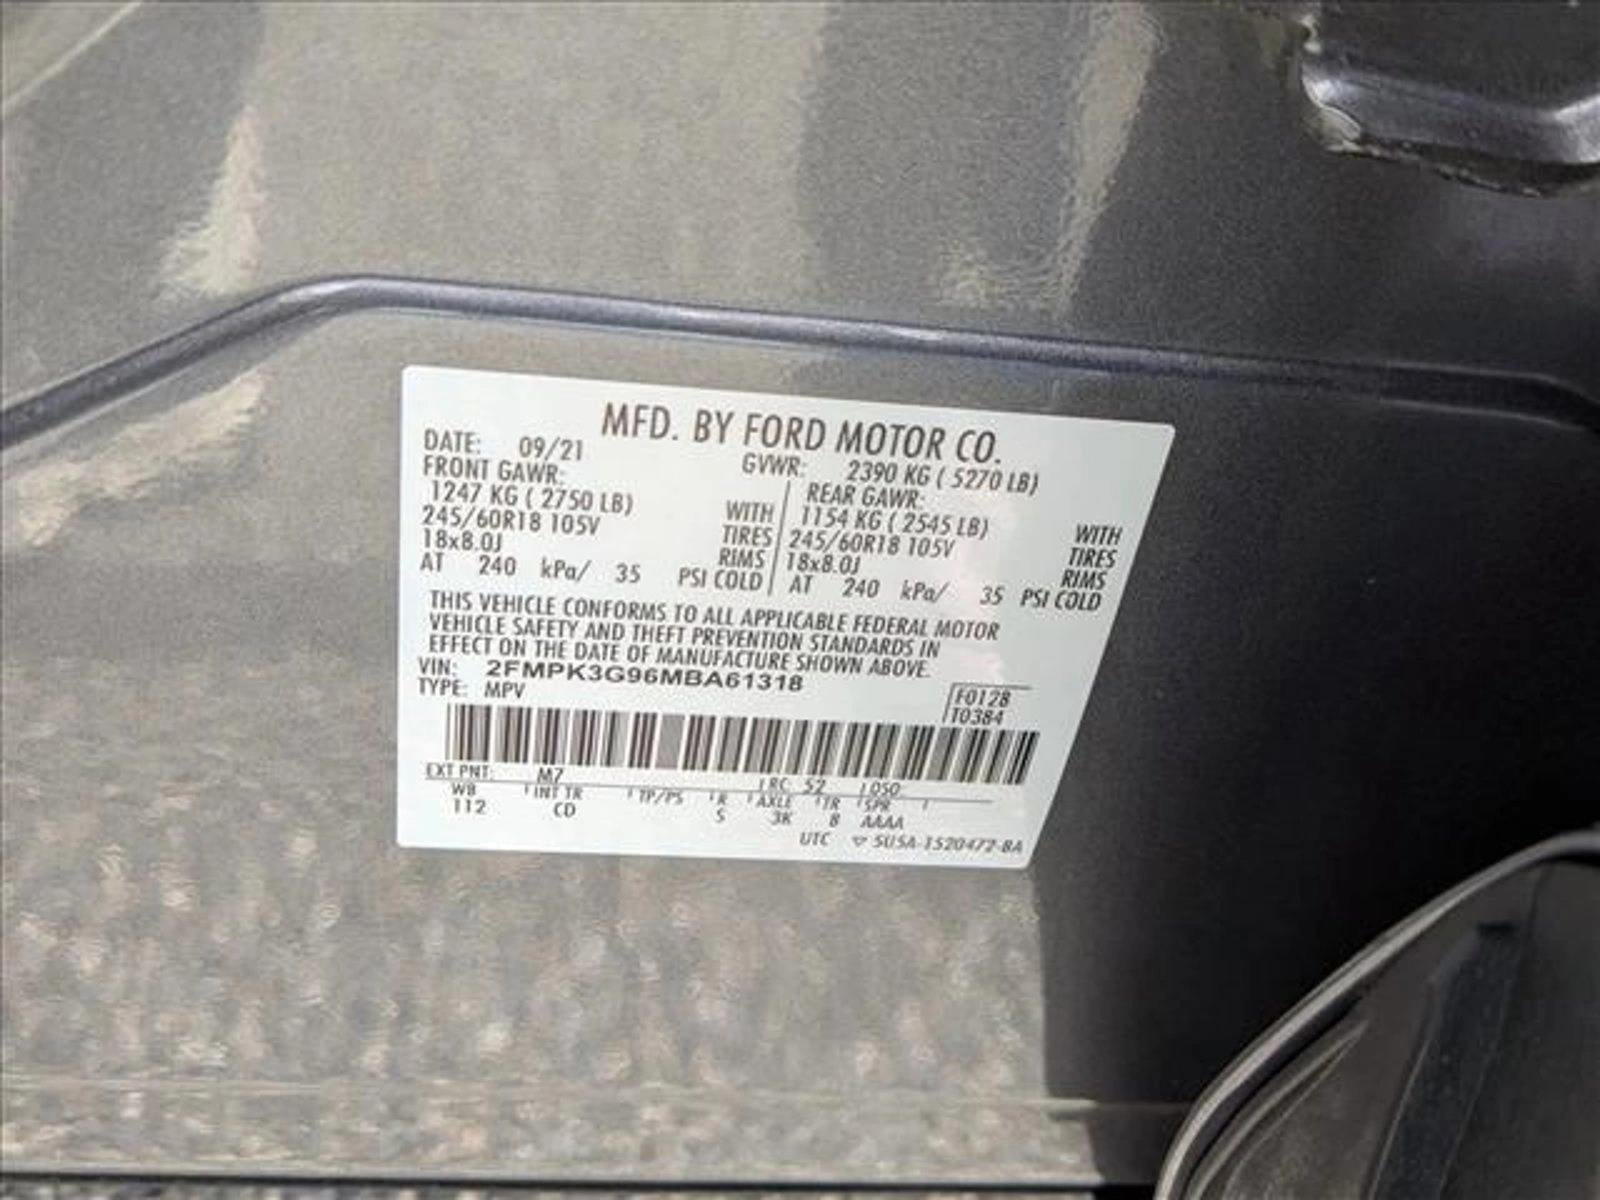 MFD. BY FORD MOTOR CO.
DATE: 09/21 GVWR: 2390 KG ( 5270 LB)
FRONT GAWR: REAR GAWR:
1247 KG ( 2750 LB) WITH 1154 KG ( 2545 LB) WITH
245/60R18 105V TIRES 245/60R18 105V TIRES
18x8.0J RIMS 18x8.0J RIMS
AT 240 kPa/ 35 PSI COLD AT 240 kPa/ 35 PSI COLD
THIS VEHICLE CONFORMS TO ALL APPLICABLE FEDERAL MOTOR
VEHICLE SAFETY AND THEFT PREVENTION STANDARDS IN
EFFECT ON THE DATE OF MANUFACTURE SHOWN ABOVE.
VIN: 2FMPK3G96MBA61318
TYPE: MPV
F0128
T0384
EXT PNT: M7 RC 52 DSO
WB INT TR TP/PS R AXLE TR SPR
112 CD 5 3K 8 AAAA
UTC ▽ 5U5A-1520472-BA